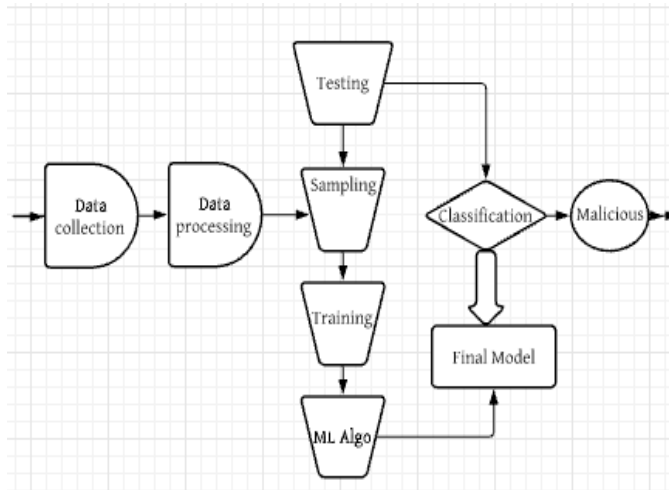 Testing
Sampling
Data
collection
Data
processing
Classification
Malicious
Training
Final Model
ML Algo